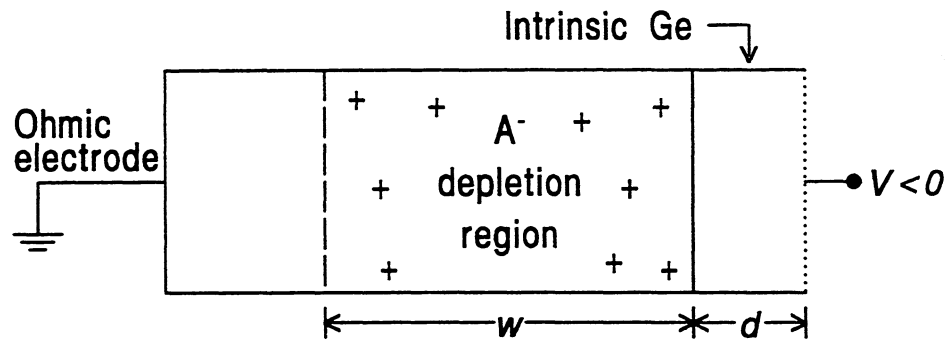 Intrinsic Ge
Ohmic
electrode
+ + + + +
A⁻
depletion
+ +
region
+ + +
V<0
w
d